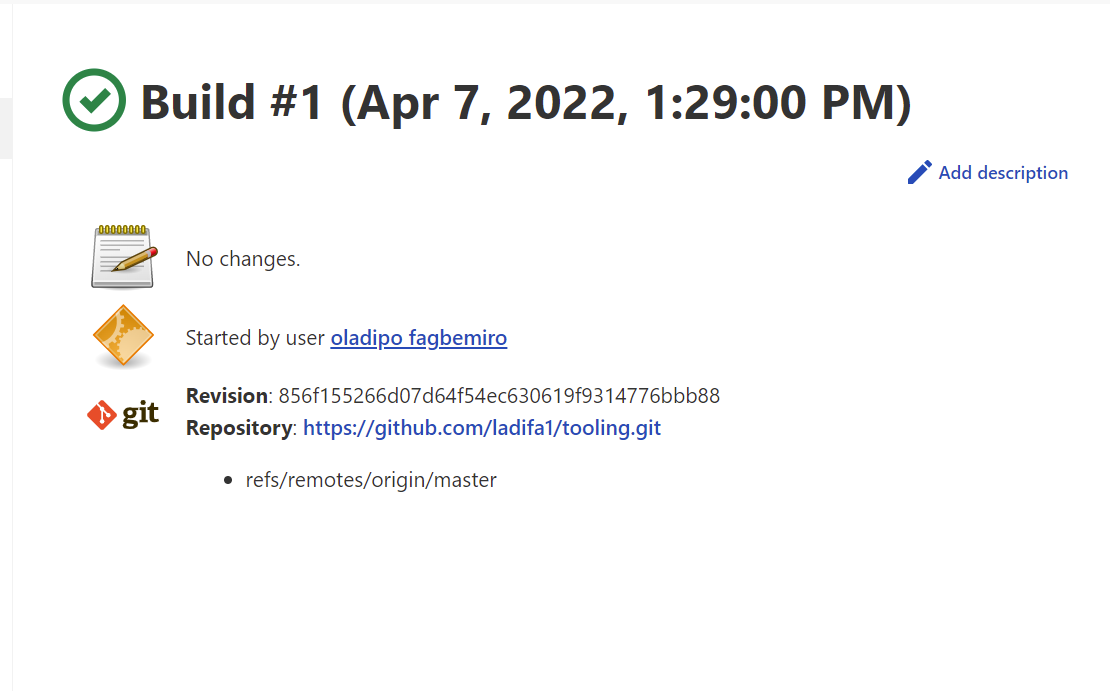 Build #1 (Apr 7, 2022, 1:29:00 PM)
Add description
No changes.
Started by user oladipo fagbemiro
git
Revision: 856f155266d07d64f54ec630619f9314776bbb88
Repository: https://github.com/ladifa1/tooling.git
refs/remotes/origin/master